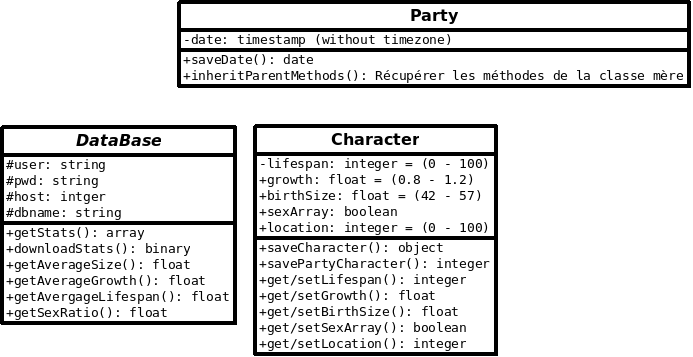 Party
-date: timestamp (without timezone)
+saveDate(): date
+inheritParentMethods(): Récupérer les méthodes de la classe mère
DataBase
#user: string
#pwd: string
#host: intger
#dbname: string
+getStats(): array
+downloadStats(): binary
+getAverageSize(): float
+getAverageGrowth(): float
+getAvergageLifespan(): float
+getSexRatio(): float
Character
-lifespan: integer = (0 - 100)
+growth: float = (0.8 - 1.2)
+birthSize: float = (42 - 57)
+sexArray: boolean
+location: integer = (0 - 100)
+saveCharacter(): object
+savePartyCharacter(): integer
+get/setLifespan(): integer
+get/setGrowth(): float
+get/setBirthSize(): float
+get/setSexArray(): boolean
+get/setLocation(): integer